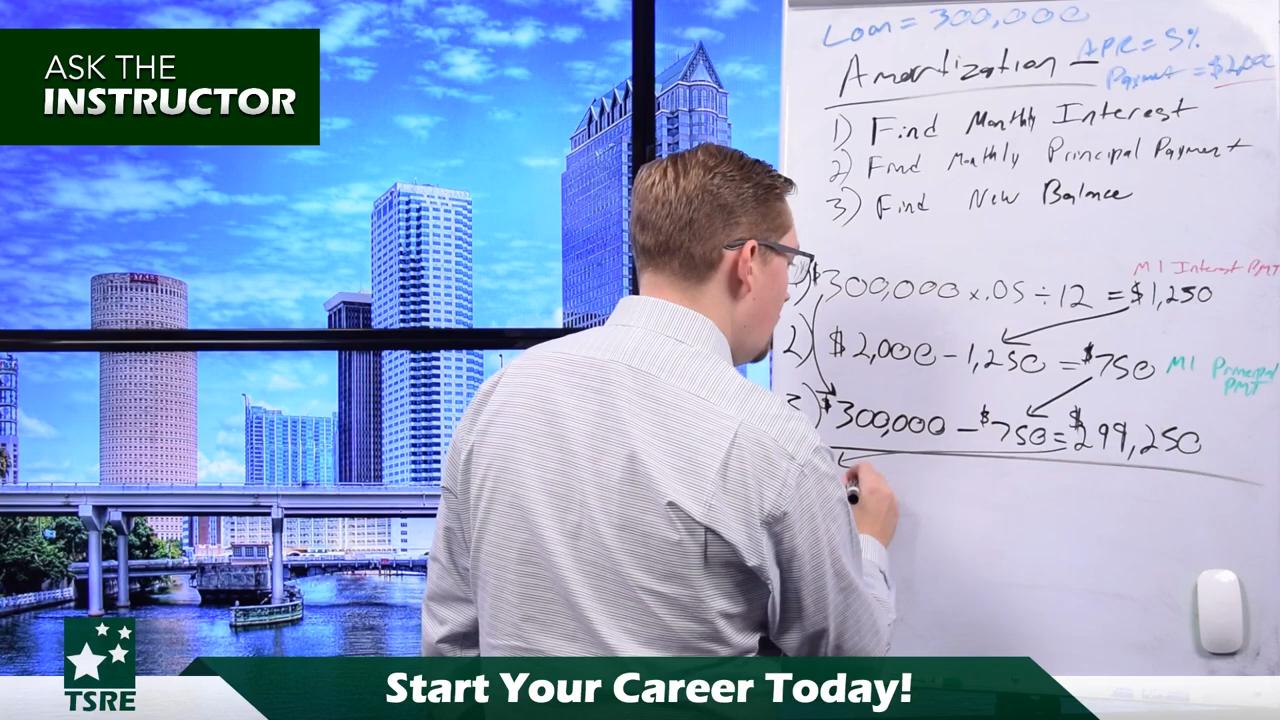 ASK THE
INSTRUCTOR
Loan = 300,000
Amortization - APR = 5%
Payment = $2,000
1) Find Monthly Interest
2) Find Monthly Principal Payment
3) Find New Balance
M1 Interest PMT
1) $300,000 x .05 ÷ 12 = $1,250
2) $2,000 - 1,250 = $750 M1 Principal
PMT
3) $300,000 - $750 = $299,250
SYKES
TSRE
Start Your Career Today!